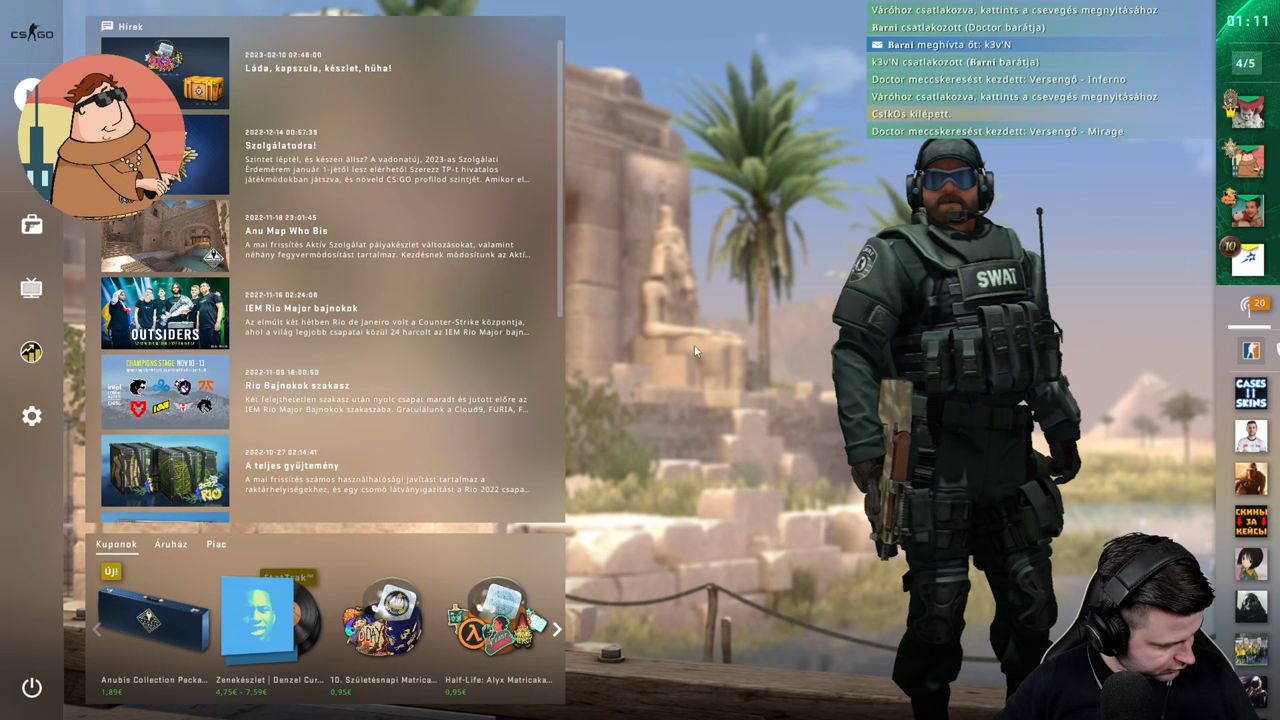 CS GO
Hírek
2023-02-10 02:48:00
Láda, kapszula, készlet, hűha!
2022-12-14 00:57:39
Szolgálatodra!
Szintet léptél, és készen állsz? A vadonatúj, 2023-as Szolgálati
Érdemérem január 1-jétől lesz elérhető! Szerezz TP-t hivatalos
játékmódokban játszva, és növeld CS:GO profilod szintjét. Amikor el...
2022-11-18 23:01:45
Anu Map Who Bis
A mai frissítés Aktív Szolgálat pályakészlet változásokat, valamint
néhány fegyvermódosítást tartalmaz. Kezdésnek módosítunk az Aktí...
OUTSIDERS
2022-11-16 02:24:08
IEM Rio Major bajnokok
Az elmúlt két hétben Rio de Janeiro volt a Counter-Strike központja,
ahol a világ legjobb csapatai közül 24 harcolt az IEM Rio Major bajn...
CHAMPIONS STAGE NOV 10 - 13
intel
2022-11-09 18:00:50
Rio Bajnokok szakasz
Két felejthetetlen szakasz után nyolc csapat maradt és jutott előre az
IEM Rio Major Bajnokok szakaszába. Gratulálunk a Cloud9, FURIA, F...
2022 RIO
2022-10-27 02:14:41
A teljes gyűjtemény
A mai frissítés számos használhatósági javítást tartalmaz a
raktárhelyiségekhez, és egy csomó látványigazítást a Rio 2022 csapa...
Kuponok Áruház Piac
Új!
StatTrak™
Anubis Collection Packa...
1,89€
Zenekészlet | Denzel Cur...
4,75€ - 7,59€
10. Születésnapi Matrica...
0,95€
Half-Life: Alyx Matricaka...
0,95€
Váróhoz csatlakozva, kattints a csevegés megnyitásához
Barni csatlakozott (Doctor barátja)
Barni meghívta őt: k3v'N
k3v'N csatlakozott (Barni barátja)
Doctor meccskeresést kezdett: Versengő - Inferno
Váróhoz csatlakozva, kattints a csevegés megnyitásához
CsIkOs kilépett.
Doctor meccskeresést kezdett: Versengő - Mirage
SWAT
01:11
4/5
10
20
CASES
SKINS
СКИНЫ
ЗА
КЕЙСЫ